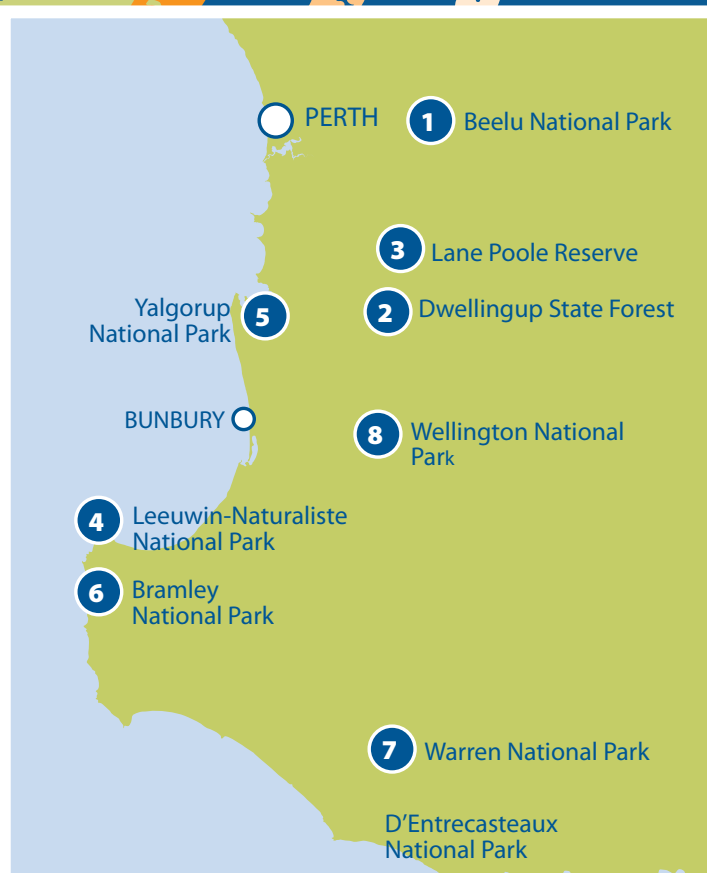 PERTH
1 Beelu National Park
3 Lane Poole Reserve
Yalgorup
National Park
5
2 Dwellingup State Forest
BUNBURY
8 Wellington National
Park
4 Leeuwin-Naturaliste
National Park
6 Bramley
National Park
7 Warren National Park
D'Entrecasteaux
National Park